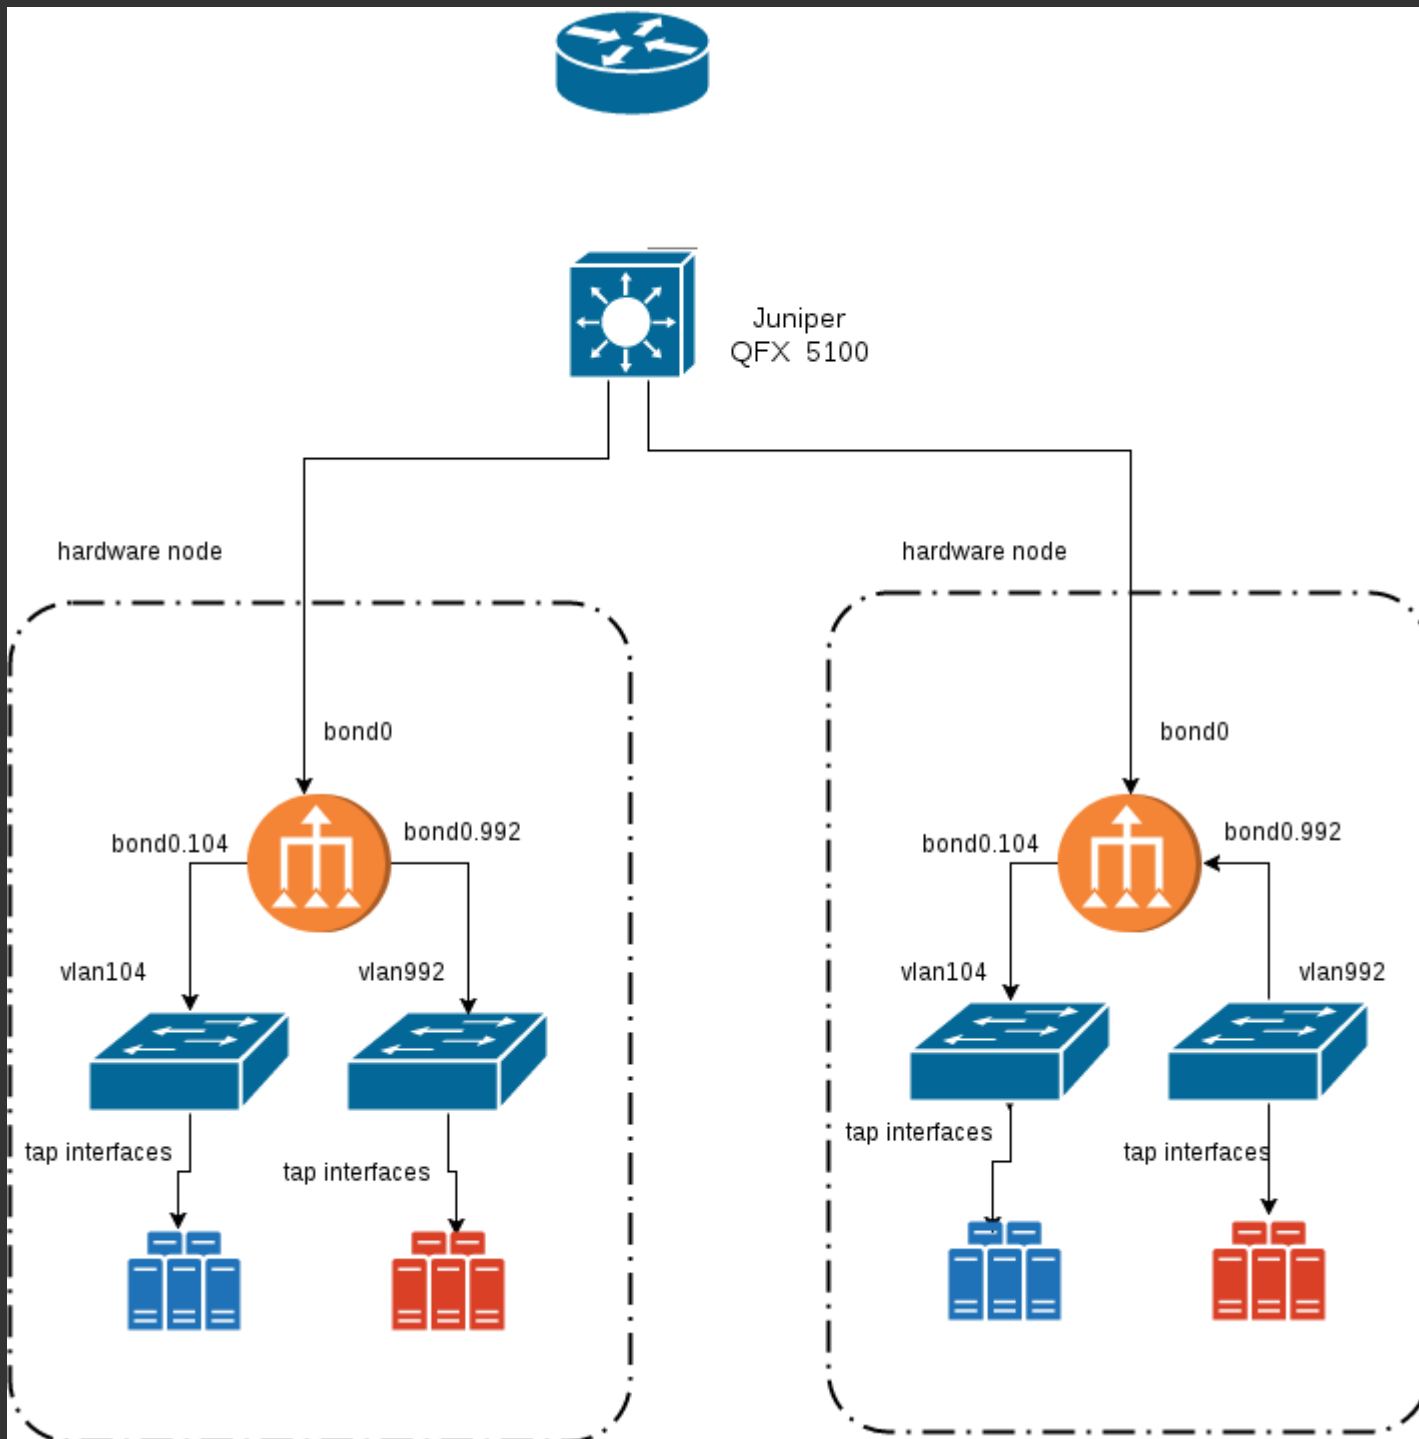 Juniper
QFX 5100
hardware node
hardware node
bond0
bond0
bond0.104
bond0.992
bond0.104
bond0.992
vlan104
vlan992
vlan104
vlan992
tap interfaces
tap interfaces
tap interfaces
tap interfaces